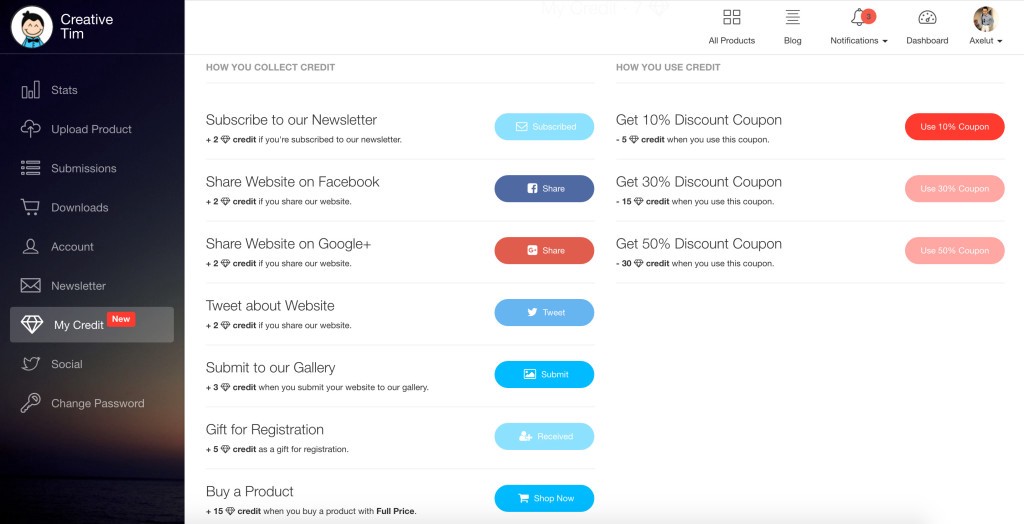 Creative
Tim
My Credit 7
All Products
Blog
3
Notifications
Dashboard
Axelut
Stats
Upload Product
Submissions
Downloads
Account
Newsletter
My Credit New
Social
Change Password
HOW YOU COLLECT CREDIT
Subscribe to our Newsletter
+ 2 credit if you're subscribed to our newsletter.
Subscribed
Share Website on Facebook
+ 2 credit if you share our website.
Share
Share Website on Google+
+ 2 credit if you share our website.
G+ Share
Tweet about Website
+ 2 credit if you share our website.
Tweet
Submit to our Gallery
+ 3 credit when you submit your website to our gallery.
Submit
Gift for Registration
+ 5 credit as a gift for registration.
Received
Buy a Product
+ 15 credit when you buy a product with Full Price.
Shop Now
HOW YOU USE CREDIT
Get 10% Discount Coupon
- 5 credit when you use this coupon.
Use 10% Coupon
Get 30% Discount Coupon
- 15 credit when you use this coupon.
Use 30% Coupon
Get 50% Discount Coupon
- 30 credit when you use this coupon.
Use 50% Coupon